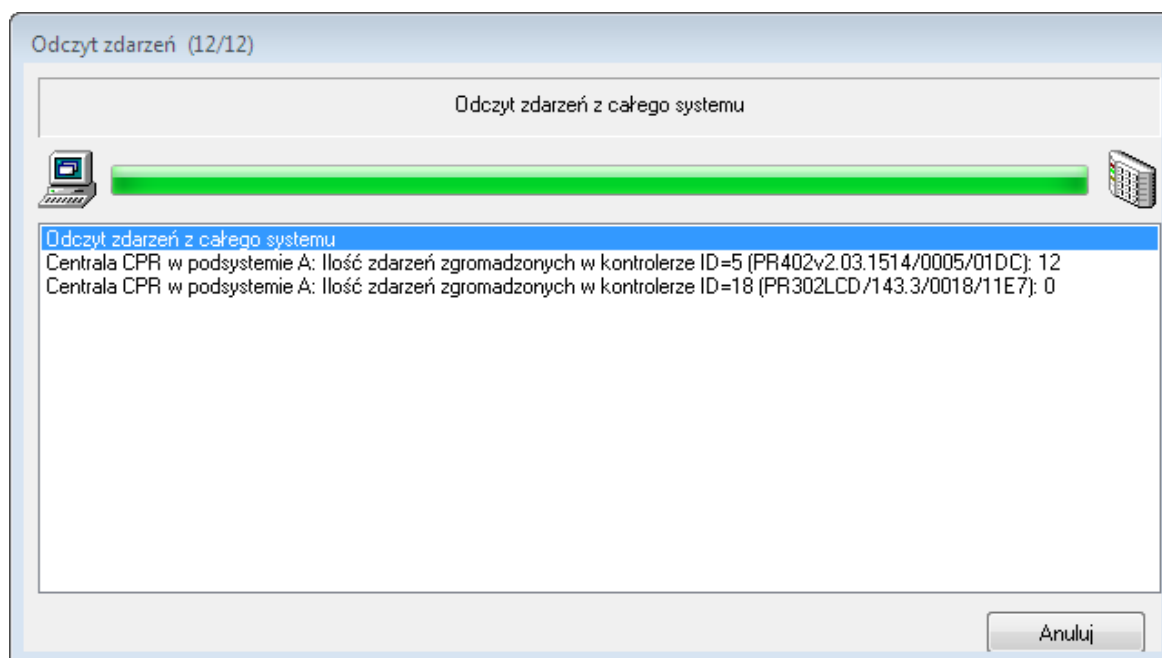 Odczyt zdarzeń (12/12)
Odczyt zdarzeń z całego systemu
Odczyt zdarzeń z całego systemu
Centrala CPR w podsystemie A: Ilość zdarzeń zgromadzonych w kontrolerze ID=5 (PR402v2.03.1514/0005/01DC): 12
Centrala CPR w podsystemie A: Ilość zdarzeń zgromadzonych w kontrolerze ID=18 (PR302LCD/143.3/0018/11E7): 0
Anuluj